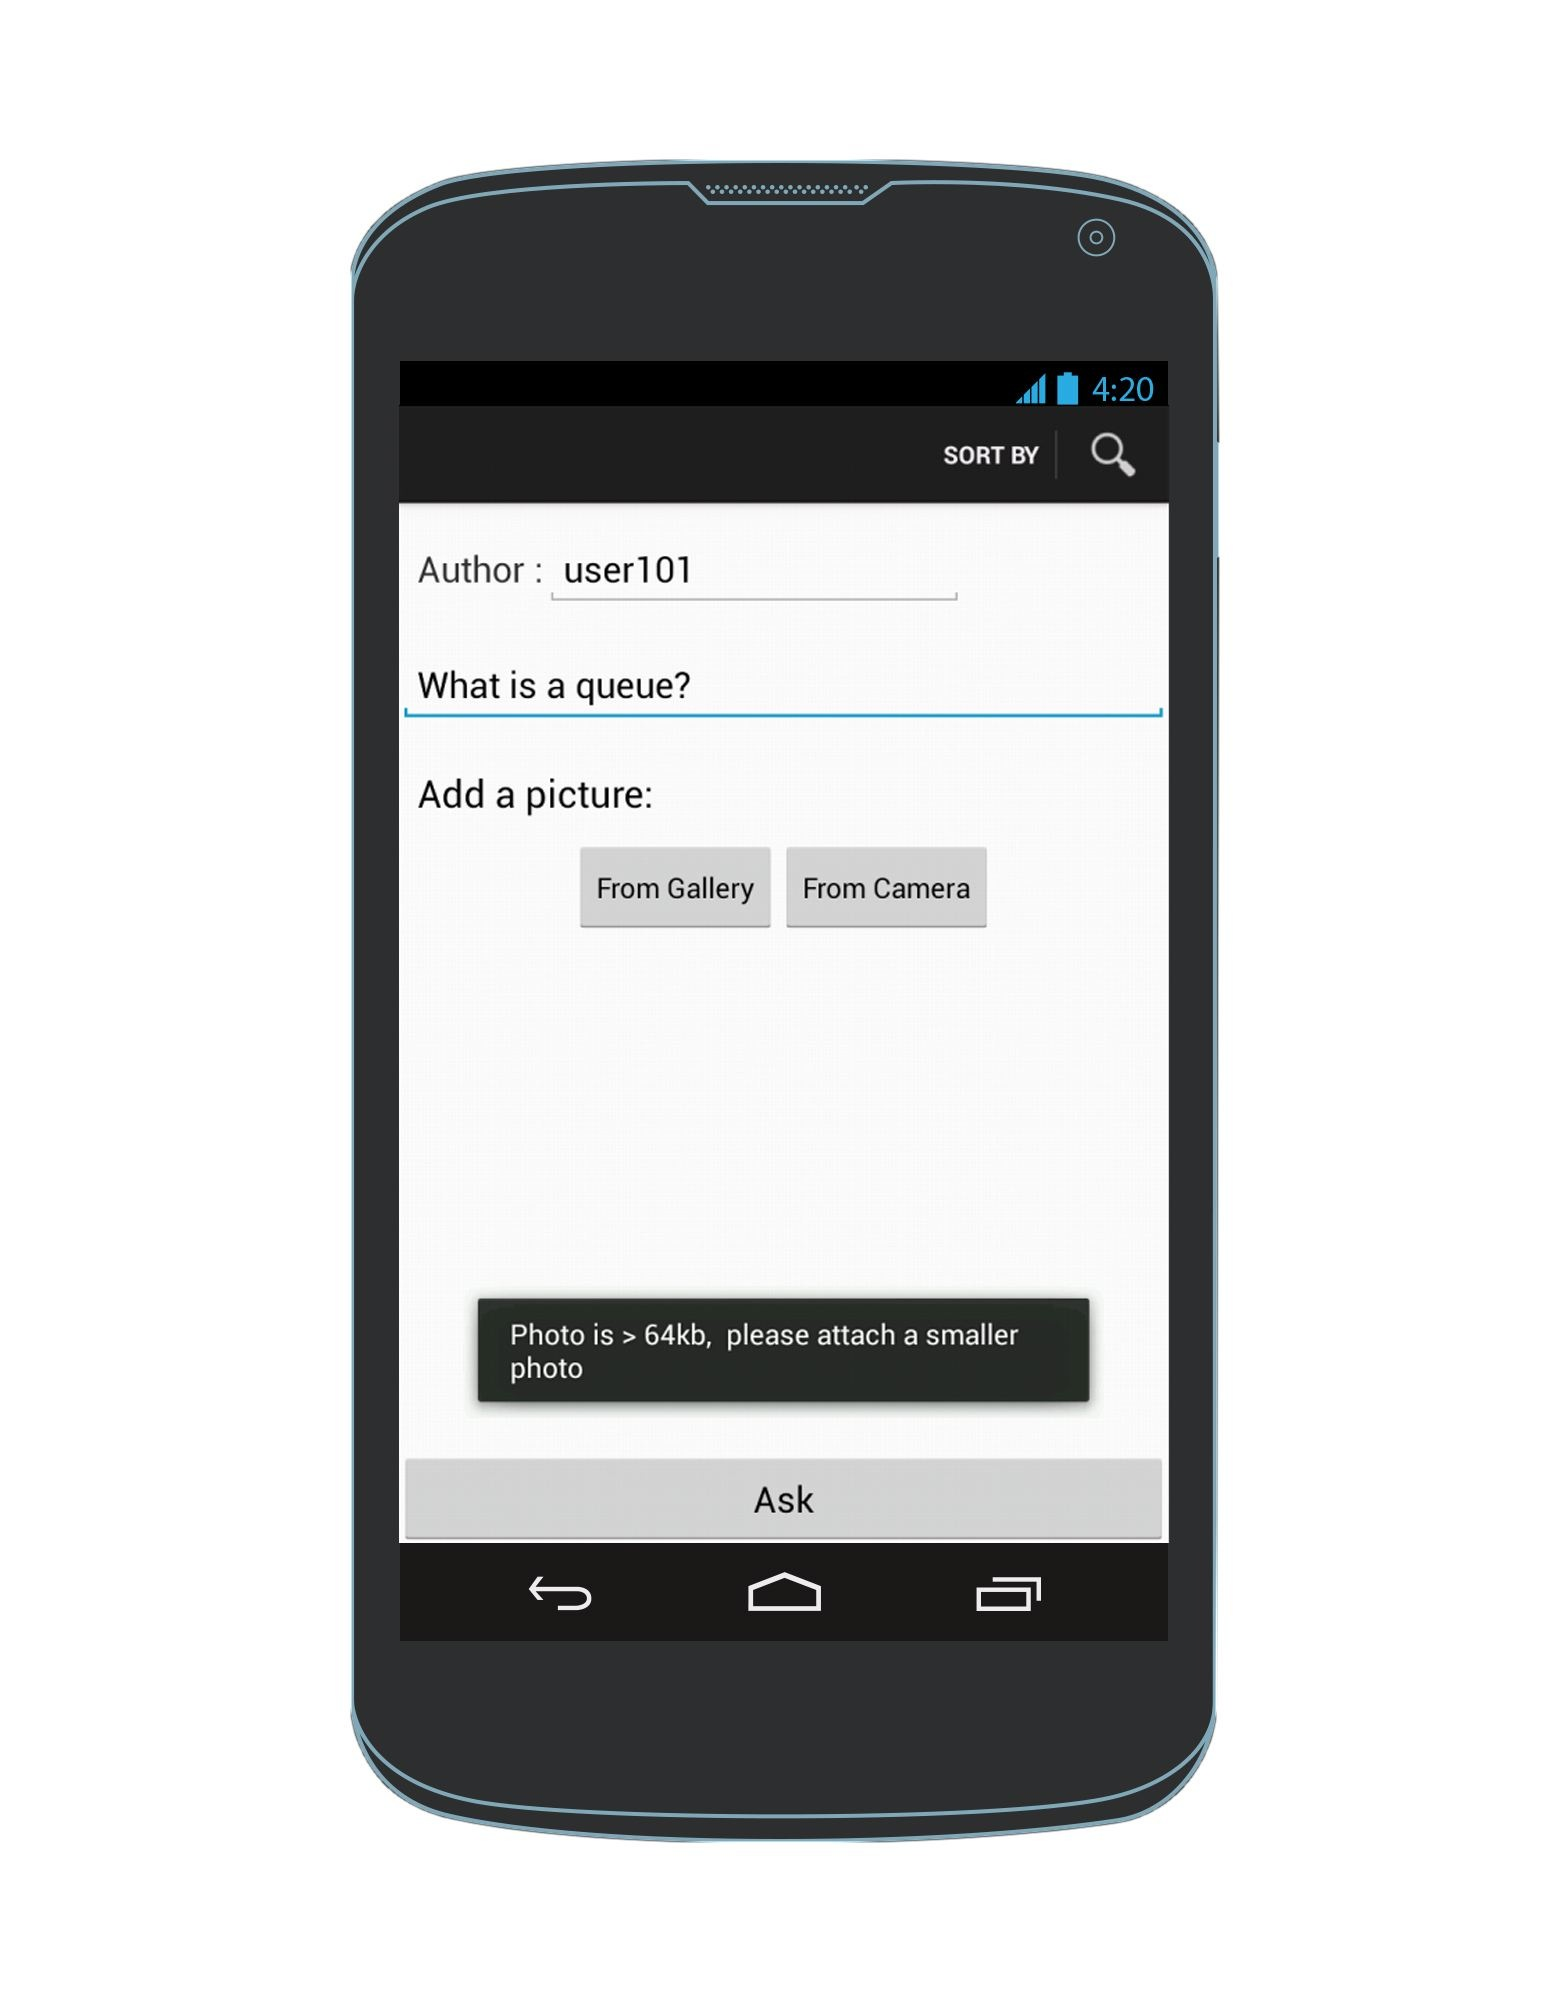 4:20
SORT BY
Author : user101
What is a queue?
Add a picture:
From Gallery From Camera
Photo is > 64kb,  please attach a smaller
photo
Ask